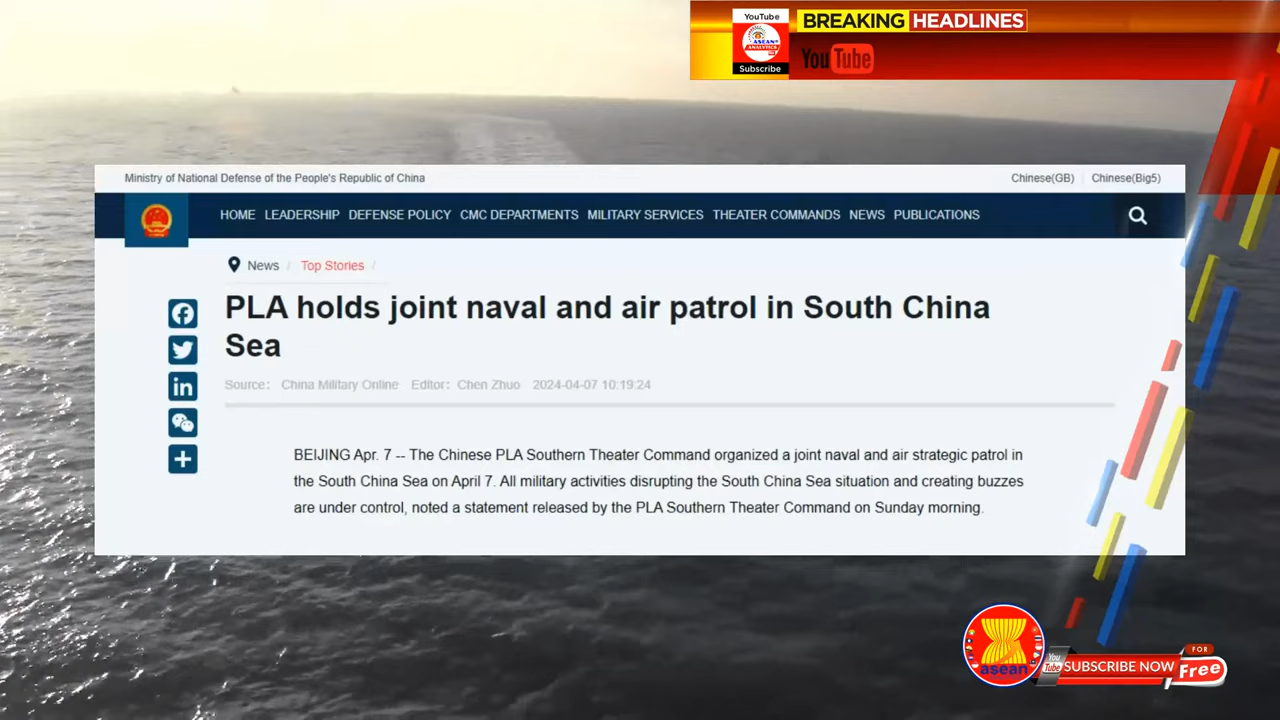 YouTube
BREAKING HEADLINES
ASEAN
ANALYTICS
Subscribe
YouTube
Ministry of National Defense of the People's Republic of China
Chinese(GB) Chinese(Big5)
HOME LEADERSHIP DEFENSE POLICY CMC DEPARTMENTS MILITARY SERVICES THEATER COMMANDS NEWS PUBLICATIONS
News / Top Stories /
PLA holds joint naval and air patrol in South China
Sea
Source: China Military Online Editor: Chen Zhuo 2024-04-07 10:19:24
BEIJING Apr. 7 -- The Chinese PLA Southern Theater Command organized a joint naval and air strategic patrol in
the South China Sea on April 7. All military activities disrupting the South China Sea situation and creating buzzes
are under control, noted a statement released by the PLA Southern Theater Command on Sunday morning.
asean
You
Tube
SUBSCRIBE NOW
FOR
Free